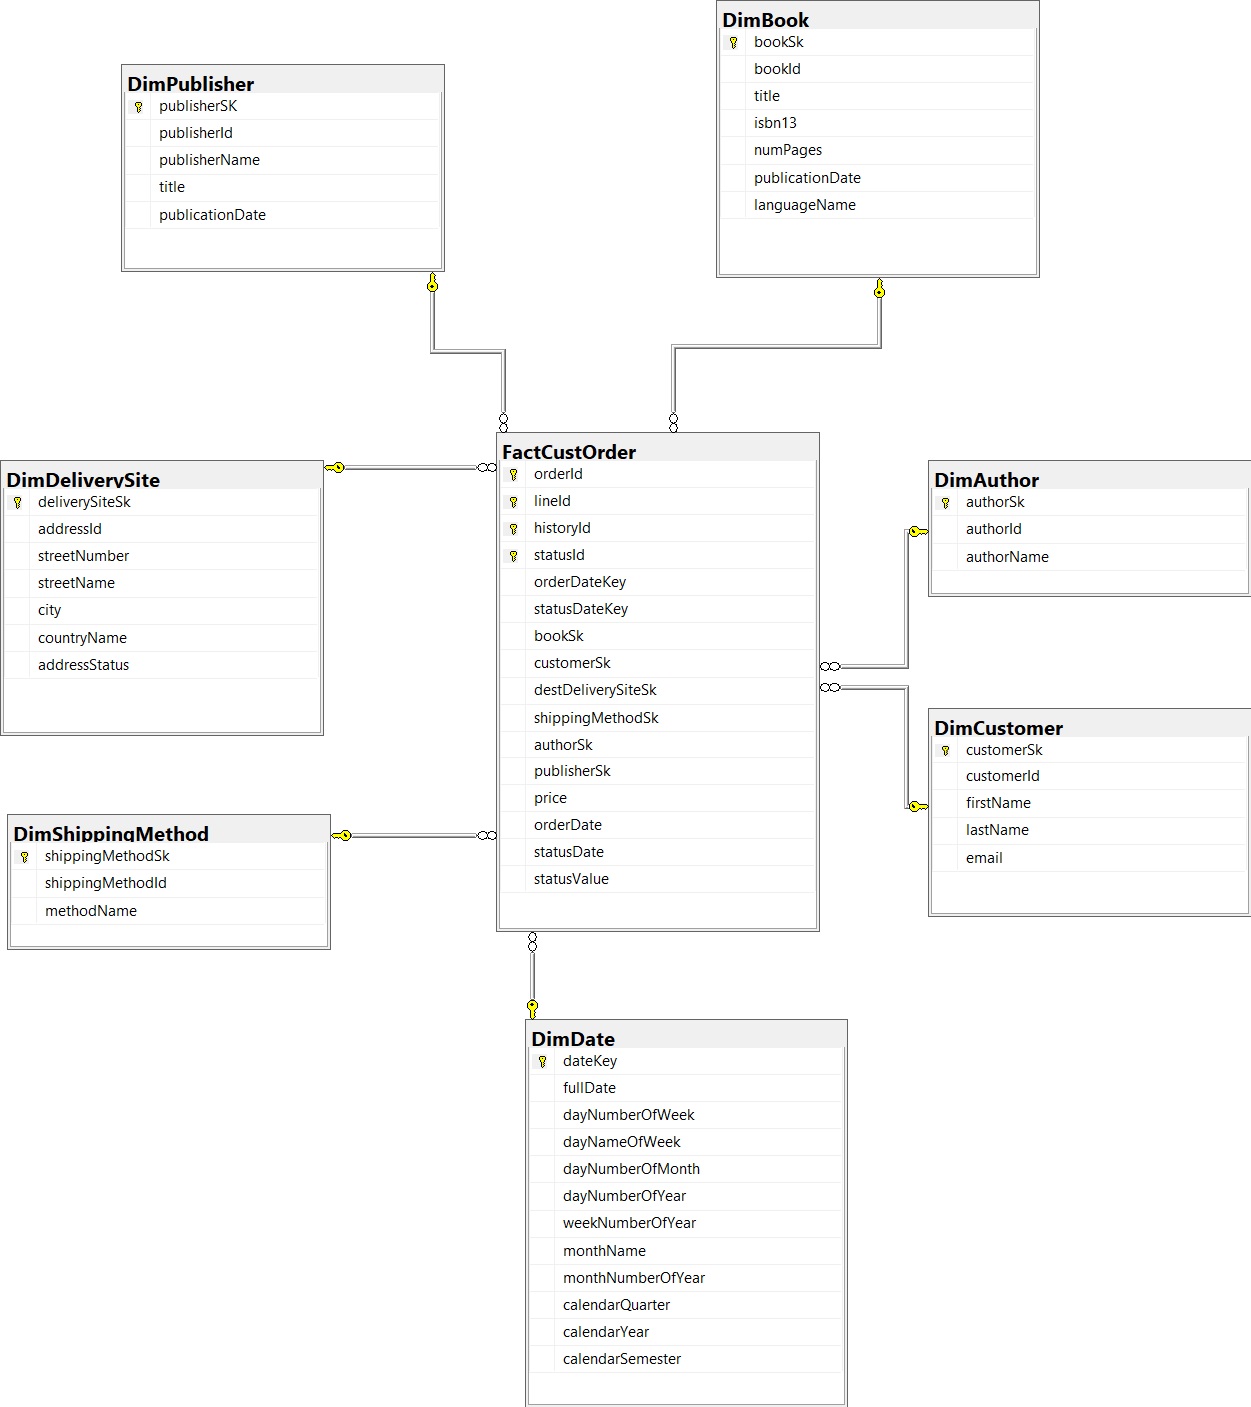 DimPublisher
publisherSK
publisherId
publisherName
title
publicationDate
DimBook
bookSk
bookId
title
isbn13
numPages
publicationDate
languageName
DimDeliverySite
deliverySiteSk
addressId
streetNumber
streetName
city
countryName
addressStatus
FactCustOrder
orderId
lineId
historyId
statusId
orderDateKey
statusDateKey
bookSk
customerSk
destDeliverySiteSk
shippingMethodSk
authorSk
publisherSk
price
orderDate
statusDate
statusValue
DimAuthor
authorSk
authorId
authorName
DimCustomer
customerSk
customerId
firstName
lastName
email
DimShippingMethod
shippingMethodSk
shippingMethodId
methodName
DimDate
dateKey
fullDate
dayNumberOfWeek
dayNameOfWeek
dayNumberOfMonth
dayNumberOfYear
weekNumberOfYear
monthName
monthNumberOfYear
calendarQuarter
calendarYear
calendarSemester